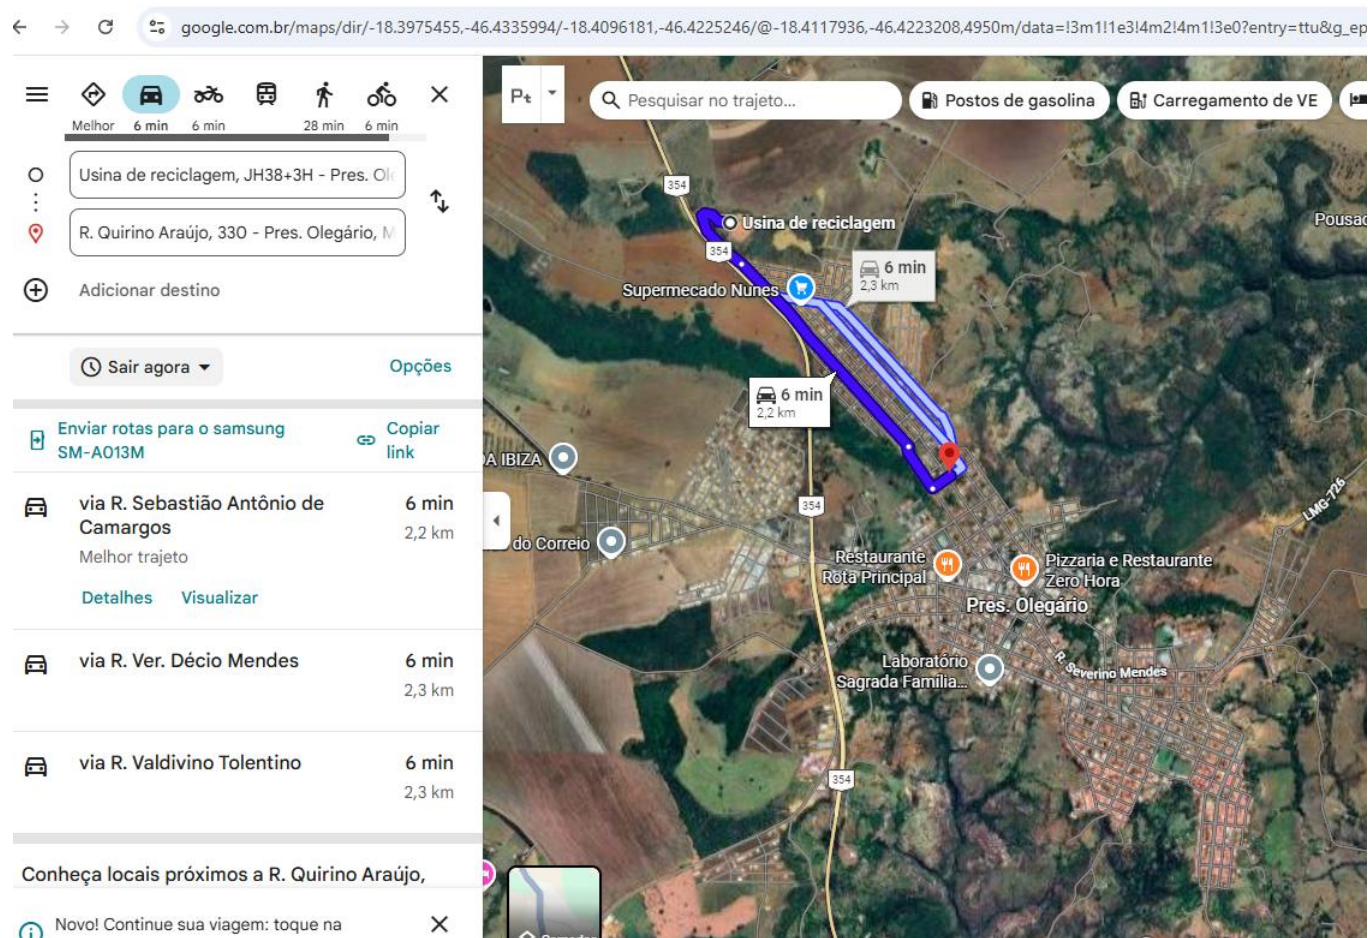 google.com.br/maps/dir/-18.3975455,-46.4335994/-18.4096181,-46.4225246/@-18.4117936,-46.4223208,4950m/data=!3m1!1e3!4m2!4m1!3e0?entry=ttu&g_ep
Melhor 6 min 6 min 28 min 6 min
Usina de reciclagem, JH38+3H - Pres. Ole
R. Quirino Araújo, 330 - Pres. Olegário, M
Adicionar destino
Sair agora
Opções
Enviar rotas para o samsung
SM-A013M
Copiar
link
via R. Sebastião Antônio de
Camargos
6 min
2,2 km
Melhor trajeto
Detalhes Visualizar
via R. Ver. Décio Mendes
6 min
2,3 km
via R. Valdivino Tolentino
6 min
2,3 km
Conheça locais próximos a R. Quirino Araújo,
Novo! Continue sua viagem: toque na
Pesquisar no trajeto...
Postos de gasolina
Carregamento de VE
354
Usina de reciclagem
Pousad
354
6 min
2,3 km
Supermecado Nunes
6 min
2,2 km
A IBIZA
354
LMG-726
do Correio
Restaurante
Rota Principal
Pizzaria e Restaurante
Zero Hora
Pres. Olegário
Laboratório
Sagrada Família...
R. Severino Mendes
354